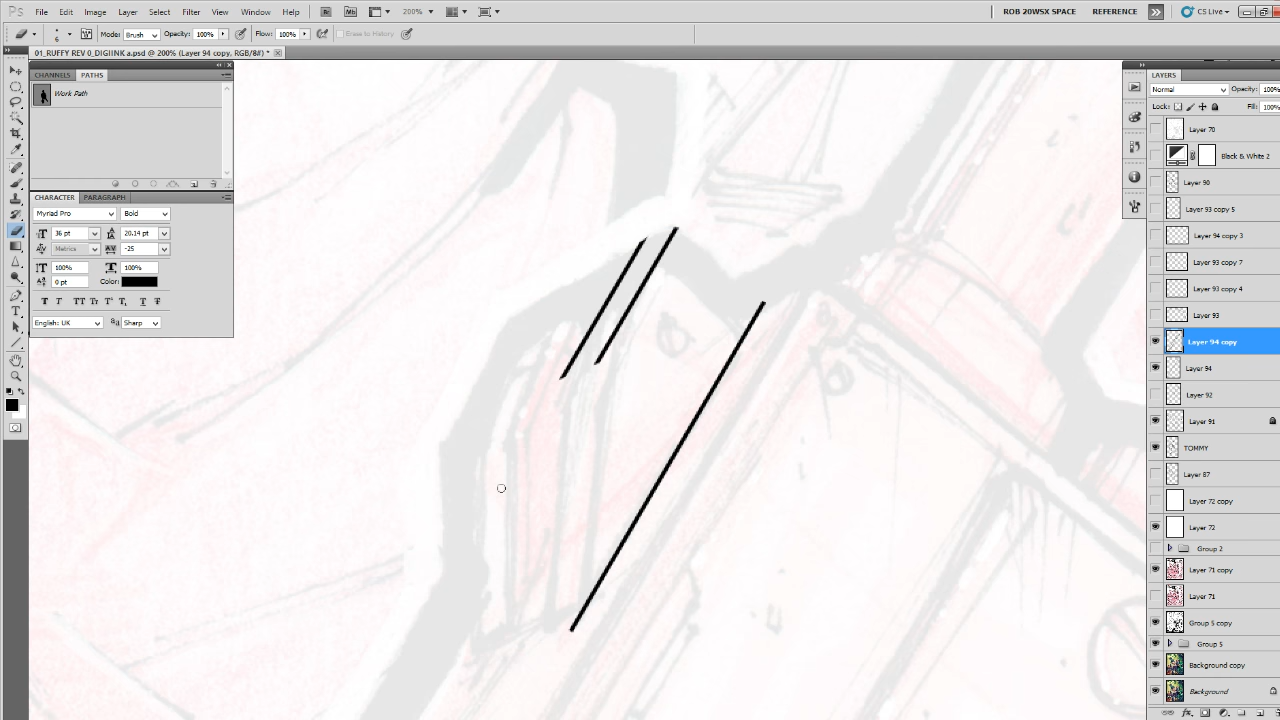 Ps File Edit Image Layer Select Filter View Window Help Br Mb 200% ROB 20WSX SPACE REFERENCE CS Live
6 Mode: Brush Opacity: 100% Flow: 100% Erase to History
01_RUFFY REV 0_DIGIINK a.psd @ 200% (Layer 94 copy, RGB/8#) *
CHANNELS PATHS
Work Path
CHARACTER PARAGRAPH
Myriad Pro Bold
36 pt 20,14 pt
Metrics -25
100% 100%
0 pt Color:
English: UK Sharp
LAYERS
Normal Opacity: 100%
Lock: Fill: 100%
Layer 70
Black & White 2
Layer 90
Layer 93 copy 5
Layer 94 copy 3
Layer 93 copy 7
Layer 93 copy 4
Layer 93
Layer 94 copy
Layer 94
Layer 92
Layer 91
TOMMY
Layer 87
Layer 72 copy
Layer 72
Group 2
Layer 71 copy
Layer 71
Group 5 copy
Group 5
Background copy
Background